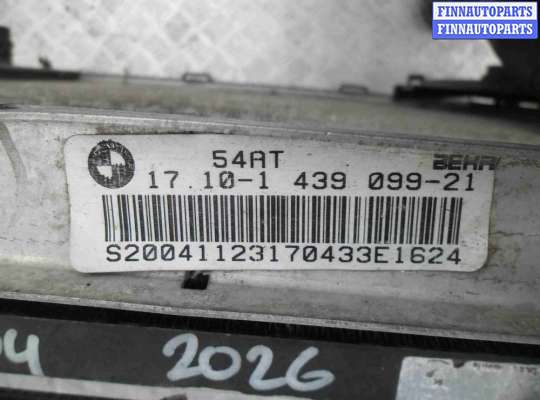 FINNAUTOPARTS
FINNAUTOPARTS
54AT
BEHR
17.10-1 439 099-21
S20041123170433E1624
2026